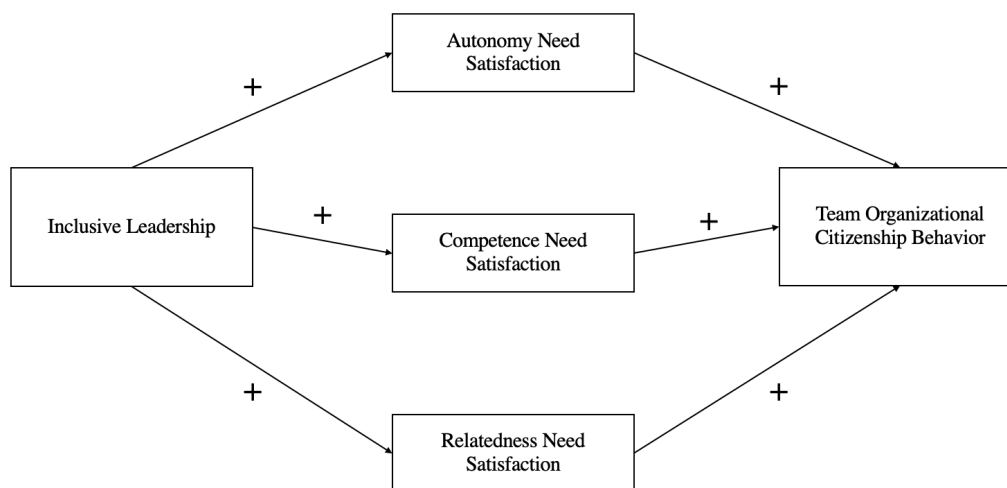 Autonomy Need
Satisfaction
+
+
Inclusive Leadership
+
Competence Need
Satisfaction
+
Team Organizational
Citizenship Behavior
+
+
Relatedness Need
Satisfaction